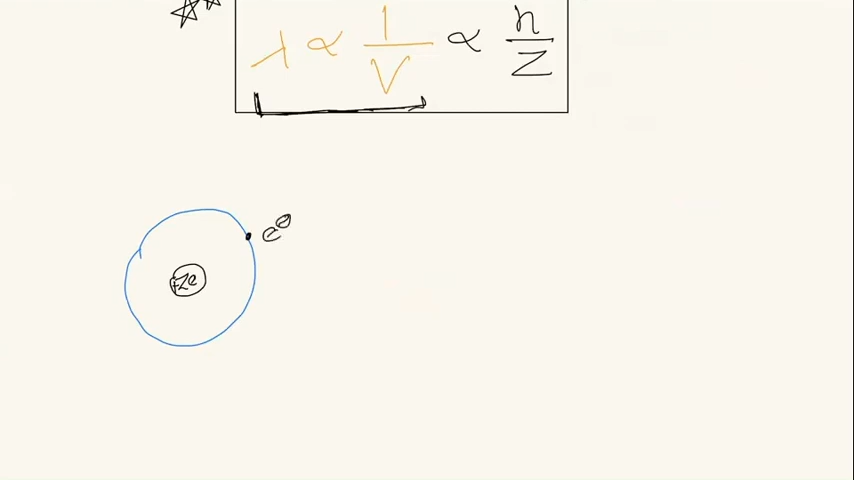 λ ∝ 1/V ∝ n/Z
e⊖
+Ze